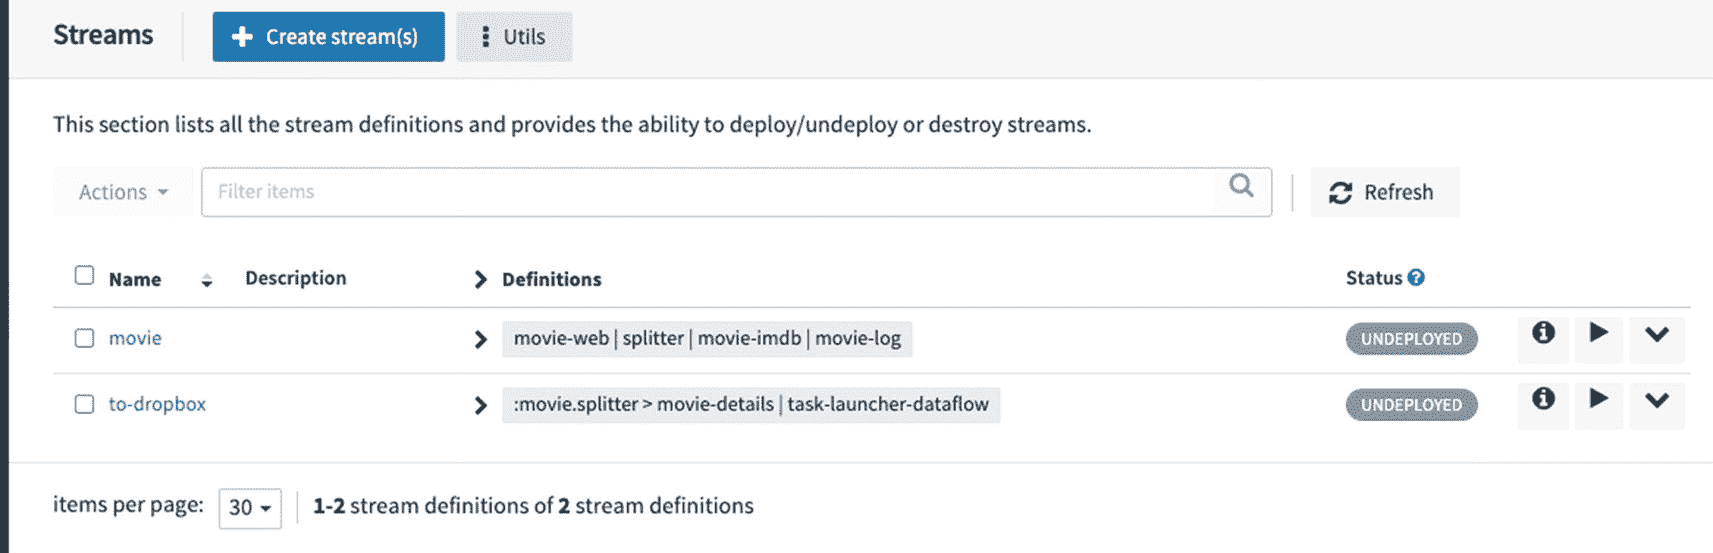 Streams Create stream(s) Utils
This section lists all the stream definitions and provides the ability to deploy/undeploy or destroy streams.
Actions Filter items Refresh
Name Description Definitions Status ?
movie movie-web | splitter | movie-imdb | movie-log UNDEPLOYED
to-dropbox :movie.splitter > movie-details | task-launcher-dataflow UNDEPLOYED
items per page: 30 1-2 stream definitions of 2 stream definitions